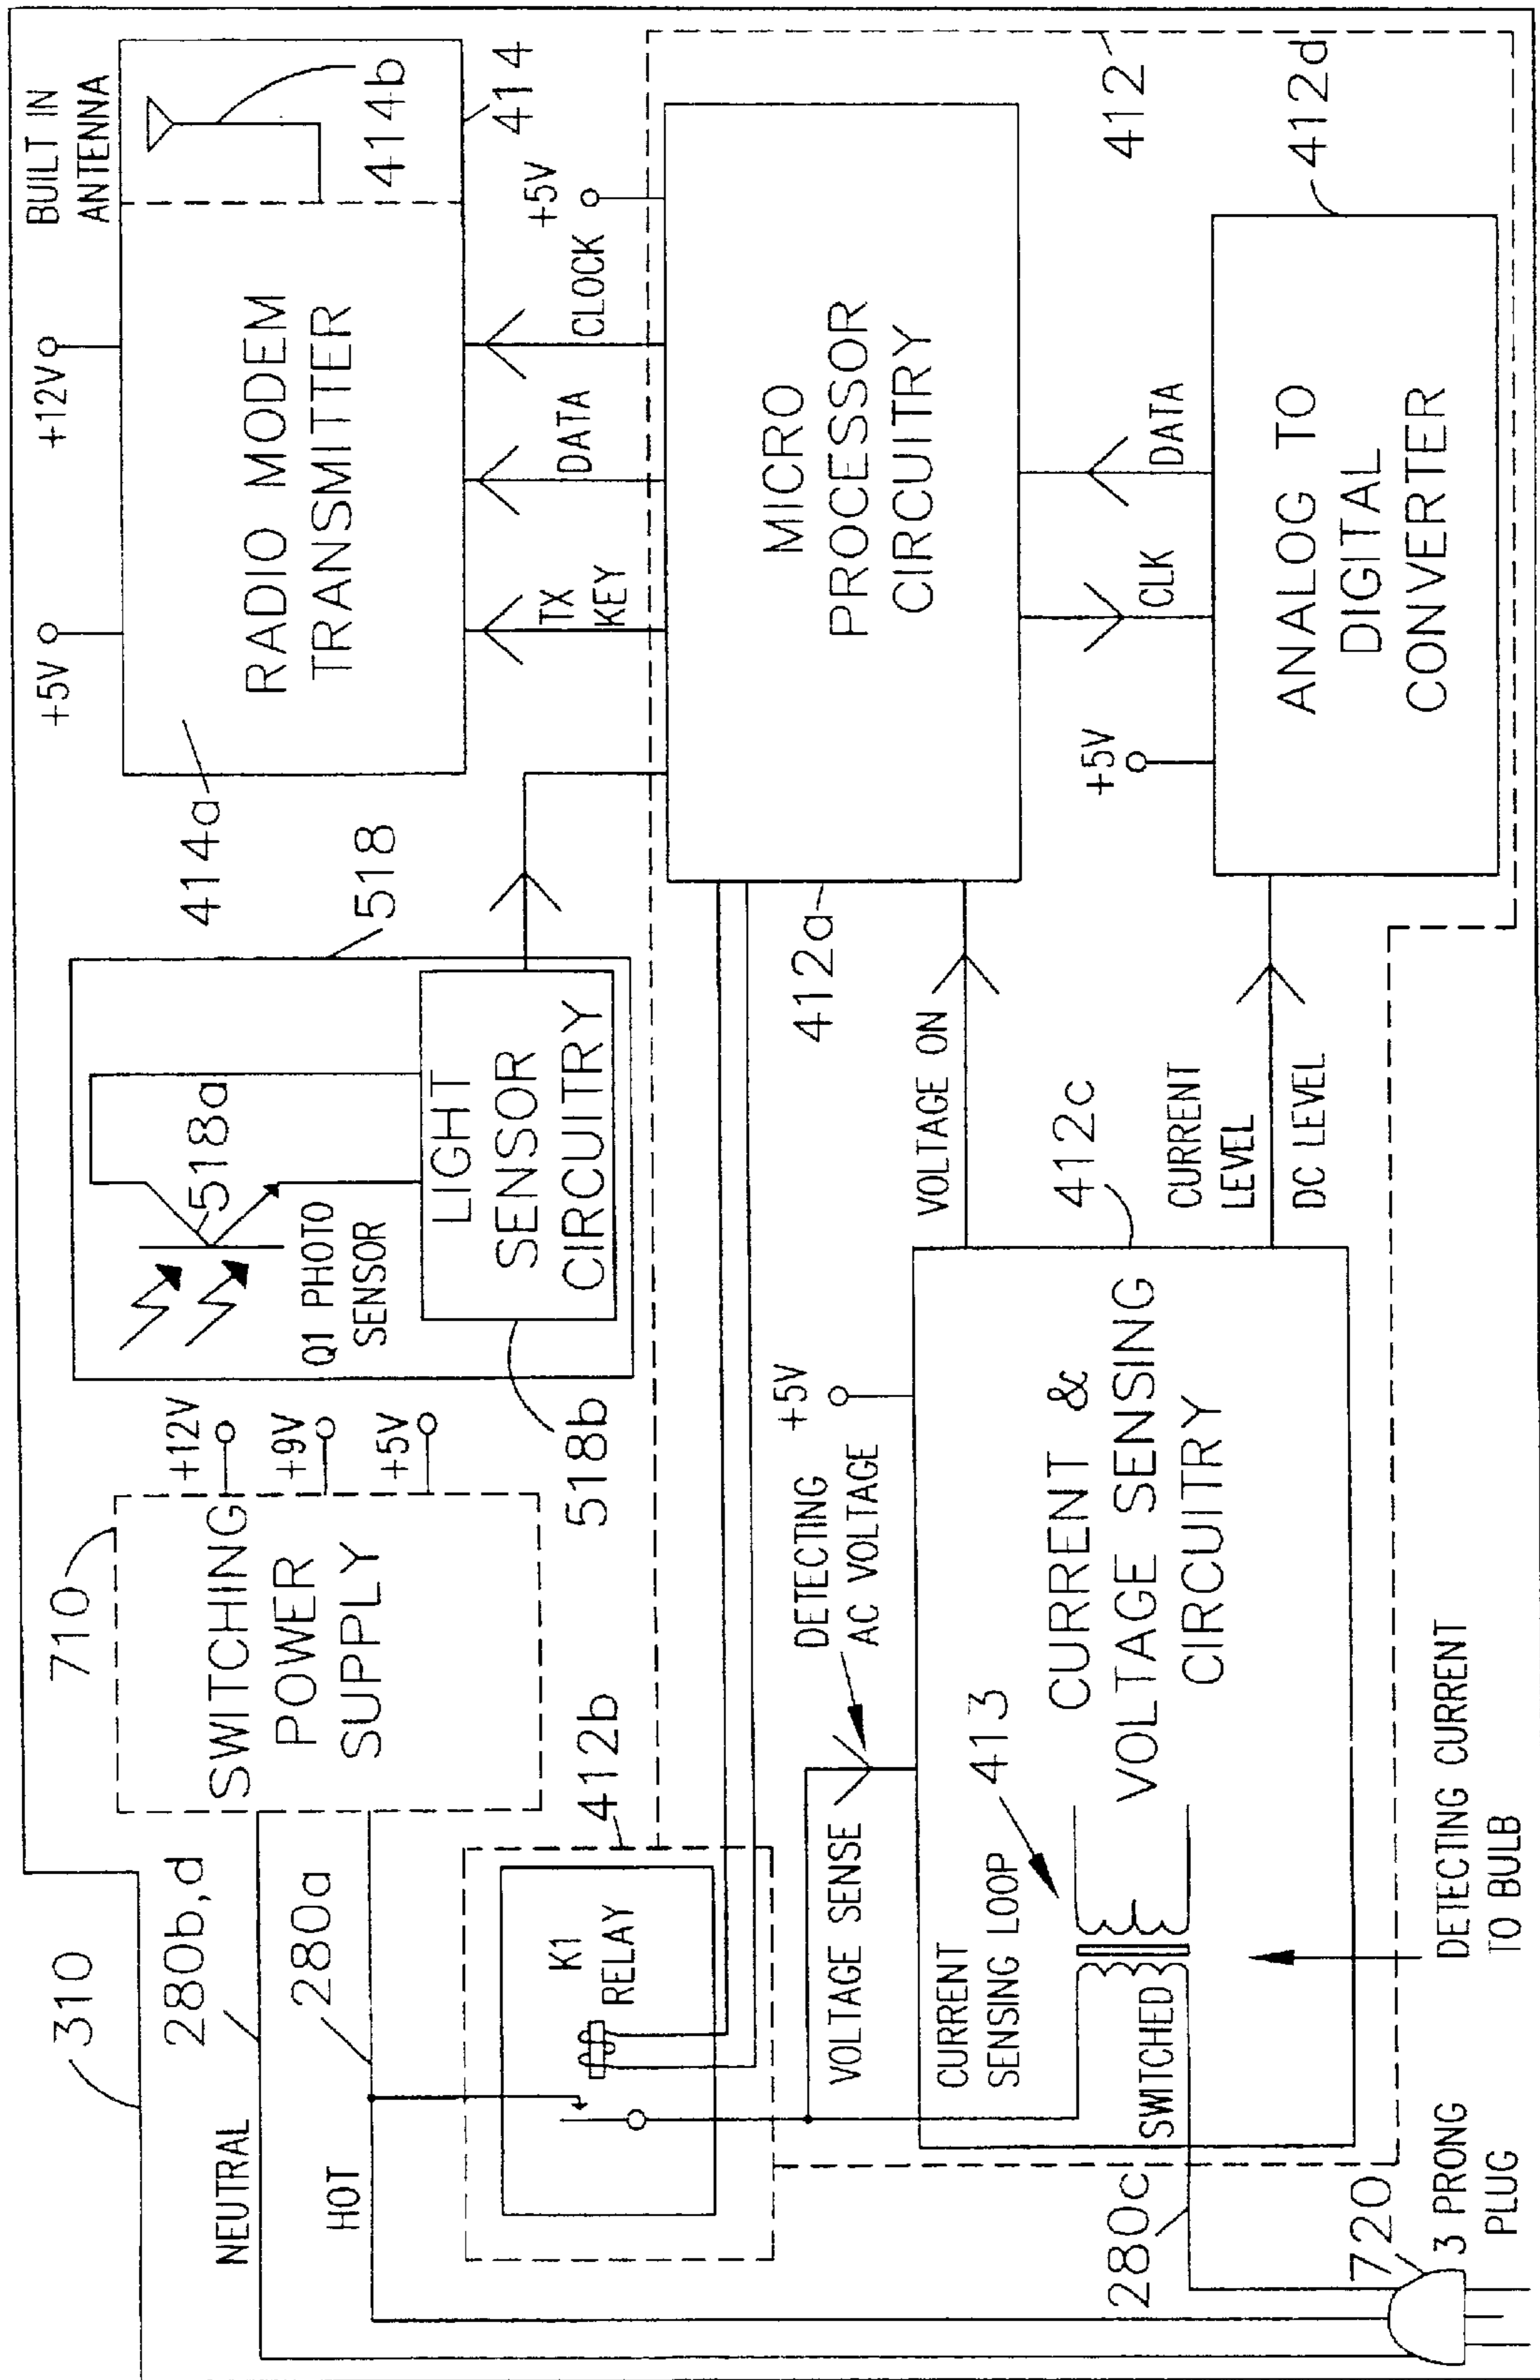 310
NEUTRAL
280b,d
HOT
280a
710
SWITCHING
POWER
SUPPLY
+12V
+9V
+5V
518
518a
Q1 PHOTO
SENSOR
LIGHT
SENSOR
CIRCUITRY
518b
414a
+5V
+12V
RADIO MODEM
TRANSMITTER
BUILT IN
ANTENNA
414b
414
TX
KEY
DATA
CLOCK
+5V
412b
K1
RELAY
412a
MICRO
PROCESSOR
CIRCUITRY
412
VOLTAGE SENSE
DETECTING
AC VOLTAGE
+5V
VOLTAGE ON
CURRENT
SENSING LOOP
413
SWITCHED
CURRENT &
VOLTAGE SENSING
CIRCUITRY
412c
CURRENT
LEVEL
DC LEVEL
CLK
DATA
+5V
ANALOG TO
DIGITAL
CONVERTER
412d
280c
720
3 PRONG
PLUG
DETECTING CURRENT
TO BULB